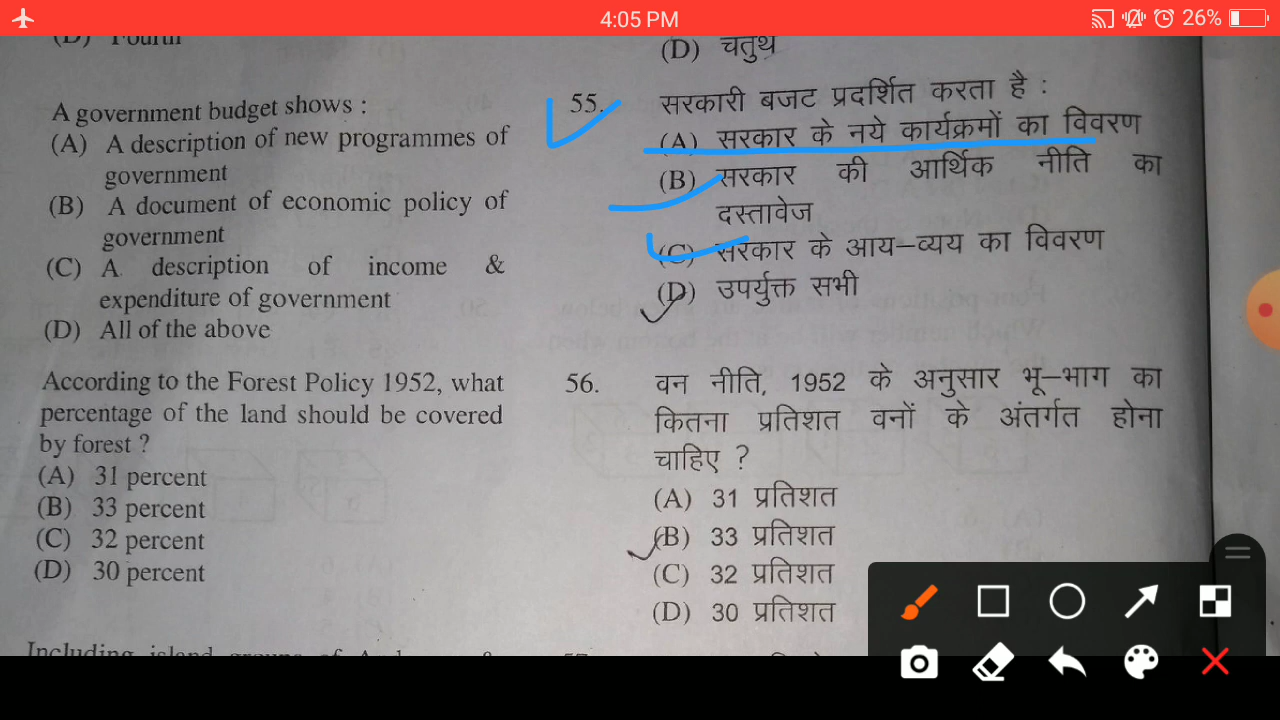 4:05 PM
26%
(D) Fourth
A government budget shows :
(A) A description of new programmes of
government
(B) A document of economic policy of
government
(C) A description of income &
expenditure of government
(D) All of the above
According to the Forest Policy 1952, what
percentage of the land should be covered
by forest ?
(A) 31 percent
(B) 33 percent
(C) 32 percent
(D) 30 percent
Including island groups of
(D) चतुर्थ
55. सरकारी बजट प्रदर्शित करता है :
(A) सरकार के नये कार्यक्रमों का विवरण
(B) सरकार की आर्थिक नीति का
दस्तावेज
(C) सरकार के आय–व्यय का विवरण
(D) उपर्युक्त सभी
56. वन नीति, 1952 के अनुसार भू–भाग का
कितना प्रतिशत वनों के अंतर्गत होना
चाहिए ?
(A) 31 प्रतिशत
(B) 33 प्रतिशत
(C) 32 प्रतिशत
(D) 30 प्रतिशत